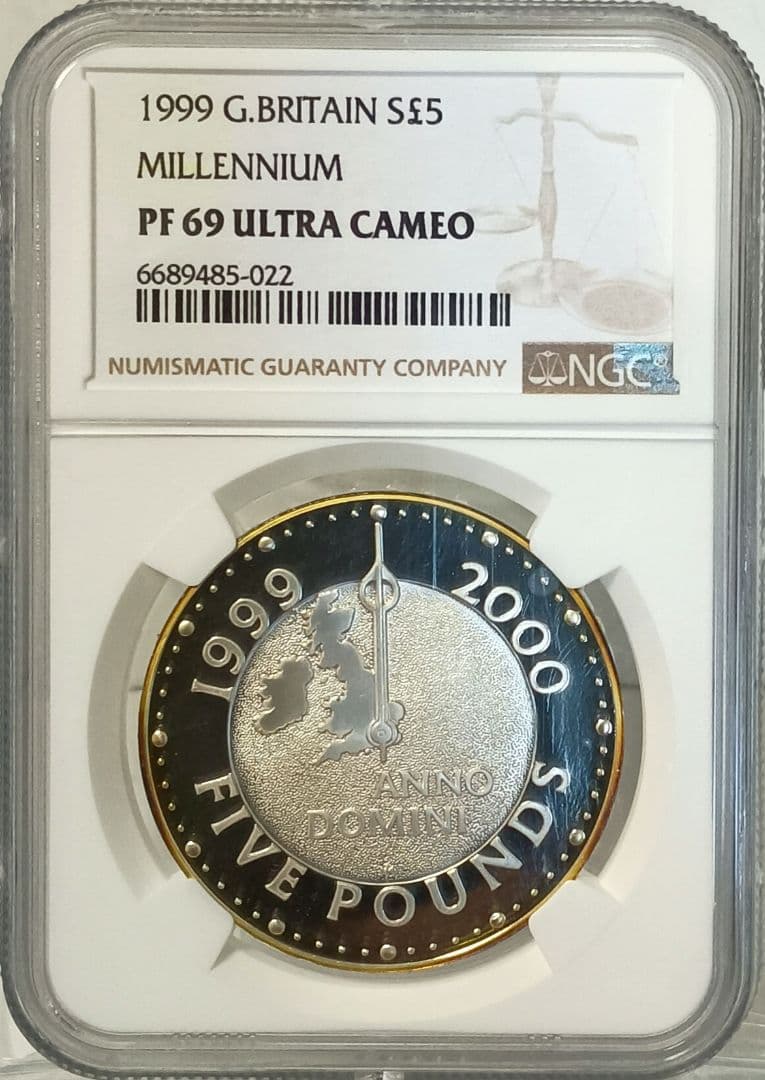 1999 G.BRITAIN S£5
MILLENNIUM
PF 69 ULTRA CAMEO
6689485-022
NUMISMATIC GUARANTY COMPANY
NGC®
1999
2000
ANNO
DOMINI
FIVE POUNDS